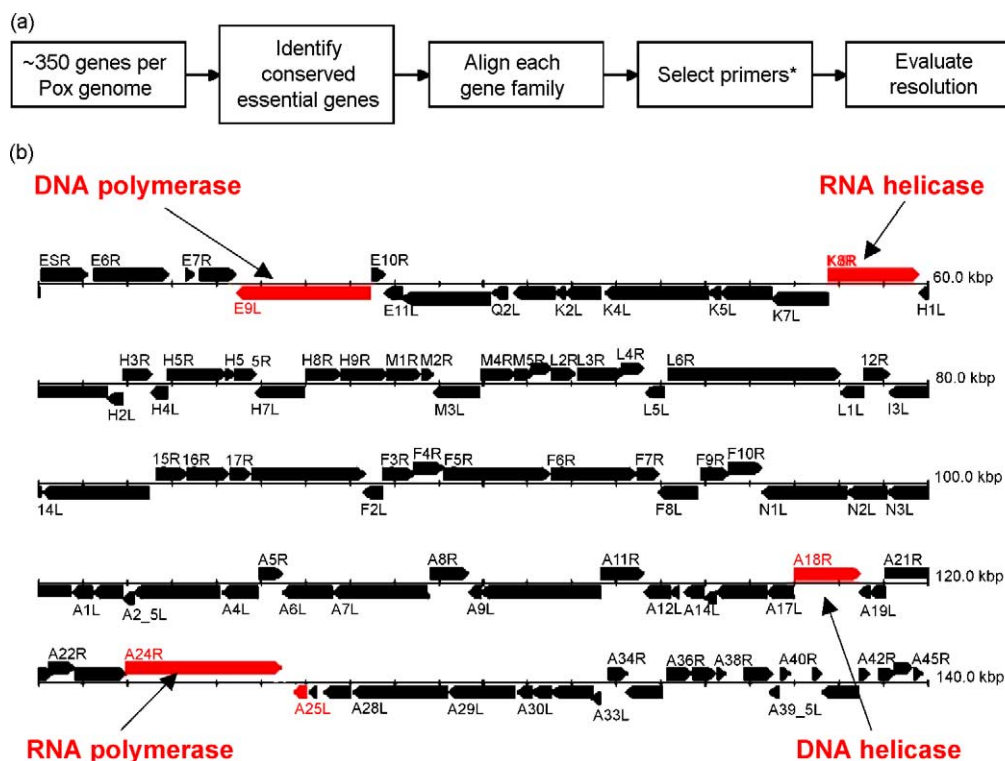 (a)
~350 genes per Pox genome
Identify conserved essential genes
Align each gene family
Select primers*
Evaluate resolution
(b)
DNA polymerase
RNA helicase
ESR E6R E7R E10R
60.0 kbp
E9L E11L Q2L K2L K4L K5L K7L H1L
H3R H5R H5 5R H8R H9R M1R M2R M4R M5R L2R L3R L4R L6R 12R
80.0 kbp
H2L H4L H7L M3L L5L L1L I3L
15R 16R 17R F3R F4R F5R F6R F7R F9R F10R
100.0 kbp
14L F2L F8L N1L N2L N3L
A5R A8R A11R A18R A21R
120.0 kbp
A1L A2_5L A4L A6L A7L A9L A12L A14L A17L A19L
A22R A24R A34R A36R A38R A40R A42R A45R
140.0 kbp
A25L A28L A29L A30L A33L A39_5L
RNA polymerase
DNA helicase